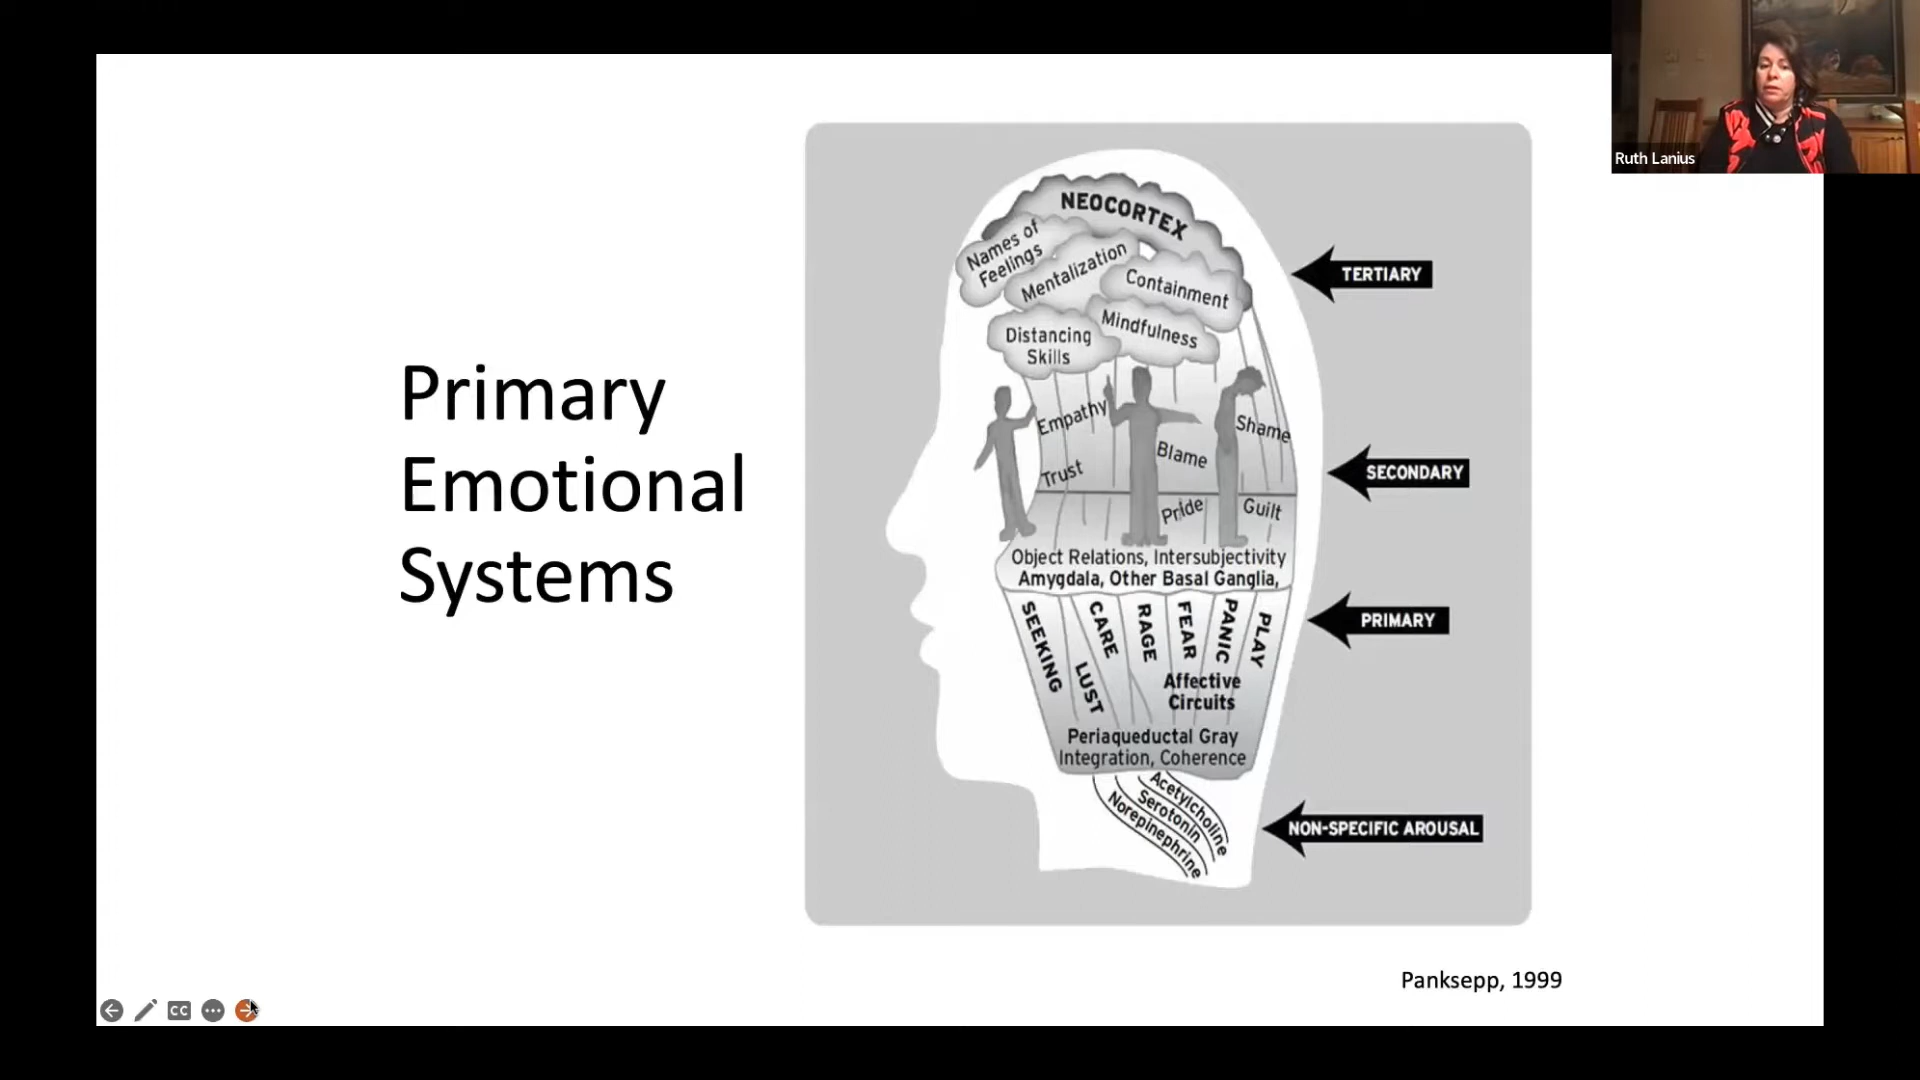 Ruth Lanius
Primary
Emotional
Systems
NEOCORTEX
Names of
Feelings
Mentalization
Containment
Distancing
Skills
Mindfulness
TERTIARY
Empathy
Trust
Blame
Shame
Pride
Guilt
SECONDARY
Object Relations, Intersubjectivity
Amygdala, Other Basal Ganglia,
SEEKING
LUST
CARE
RAGE
FEAR
PANIC
PLAY
PRIMARY
Affective
Circuits
Periaqueductal Gray
Integration, Coherence
Acetylcholine
Serotonin
Norepinephrine
NON-SPECIFIC AROUSAL
Panksepp, 1999
CC